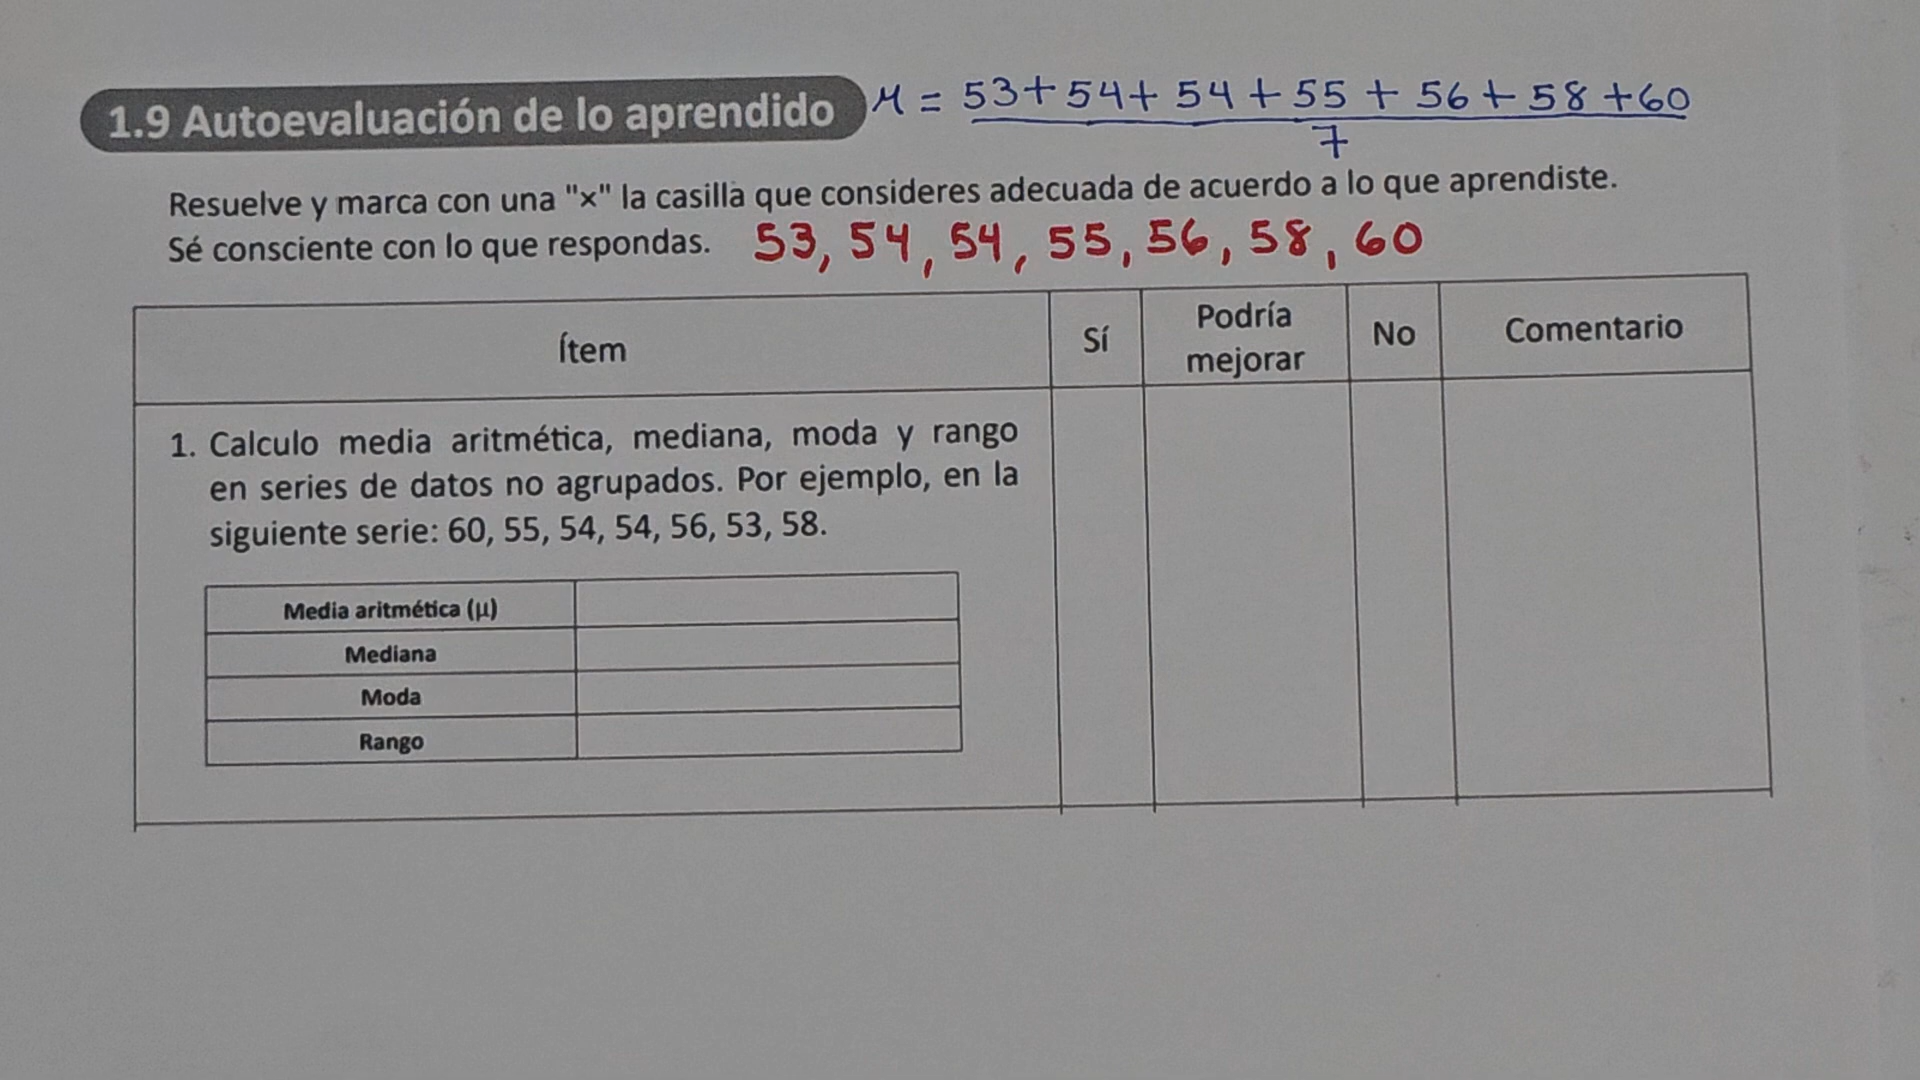 1.9 Autoevaluación de lo aprendido
μ = 53+54+54+55+56+58+60
7
Resuelve y marca con una "×" la casilla que consideres adecuada de acuerdo a lo que aprendiste.
Sé consciente con lo que respondas.
53, 54, 54, 55, 56, 58, 60
Ítem
Sí
Podría
mejorar
No
Comentario
1. Calculo media aritmética, mediana, moda y rango
en series de datos no agrupados. Por ejemplo, en la
siguiente serie: 60, 55, 54, 54, 56, 53, 58.
Media aritmética (μ)
Mediana
Moda
Rango